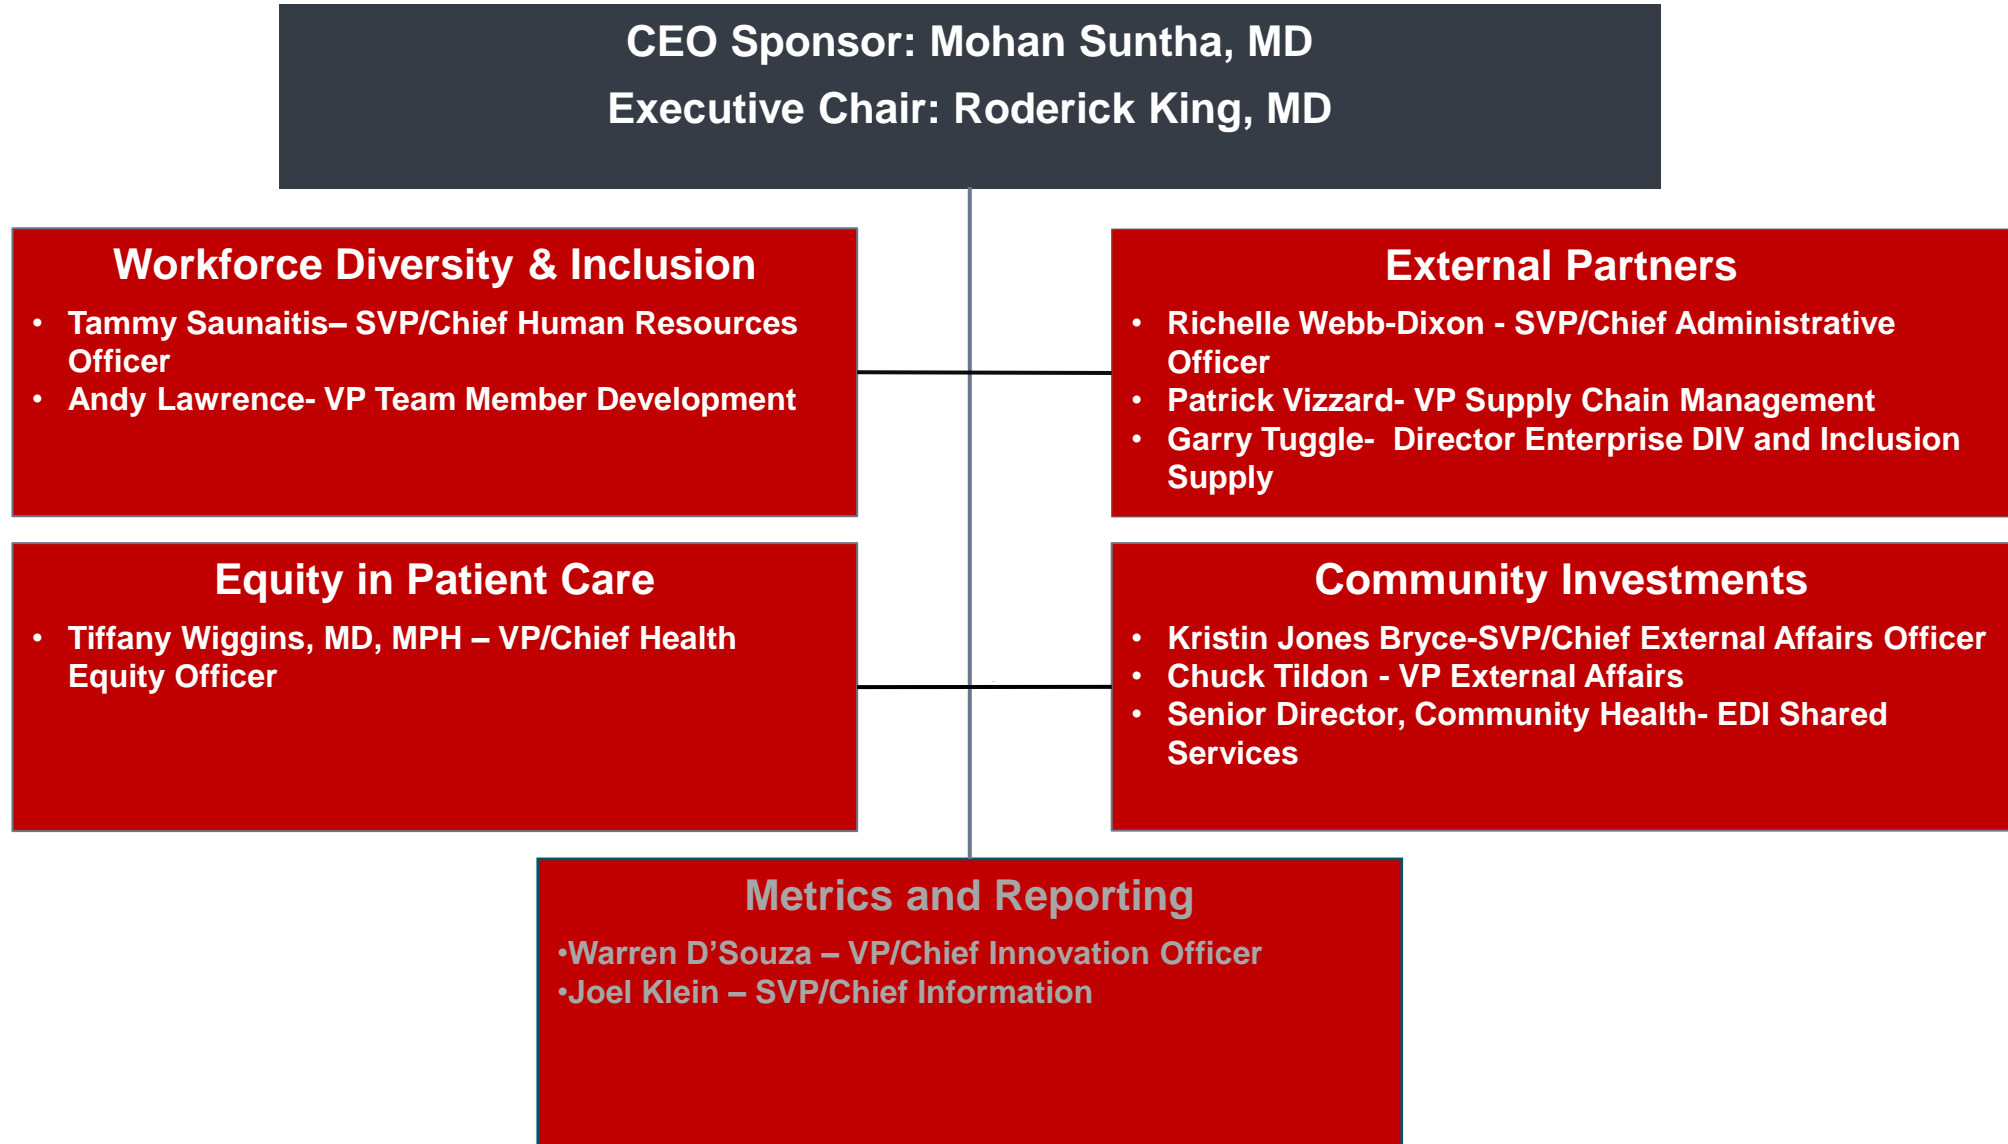 CEO Sponsor: Mohan Suntha, MD
Executive Chair: Roderick King, MD
Workforce Diversity & Inclusion
• Tammy Saunaitis– SVP/Chief Human Resources
Officer
• Andy Lawrence- VP Team Member Development
External Partners
• Richelle Webb-Dixon - SVP/Chief Administrative
Officer
• Patrick Vizzard- VP Supply Chain Management
• Garry Tuggle- Director Enterprise DIV and Inclusion
Supply
Equity in Patient Care
• Tiffany Wiggins, MD, MPH – VP/Chief Health
Equity Officer
Community Investments
• Kristin Jones Bryce-SVP/Chief External Affairs Officer
• Chuck Tildon - VP External Affairs
• Senior Director, Community Health- EDI Shared
Services
Metrics and Reporting
•Warren D’Souza – VP/Chief Innovation Officer
•Joel Klein – SVP/Chief Information